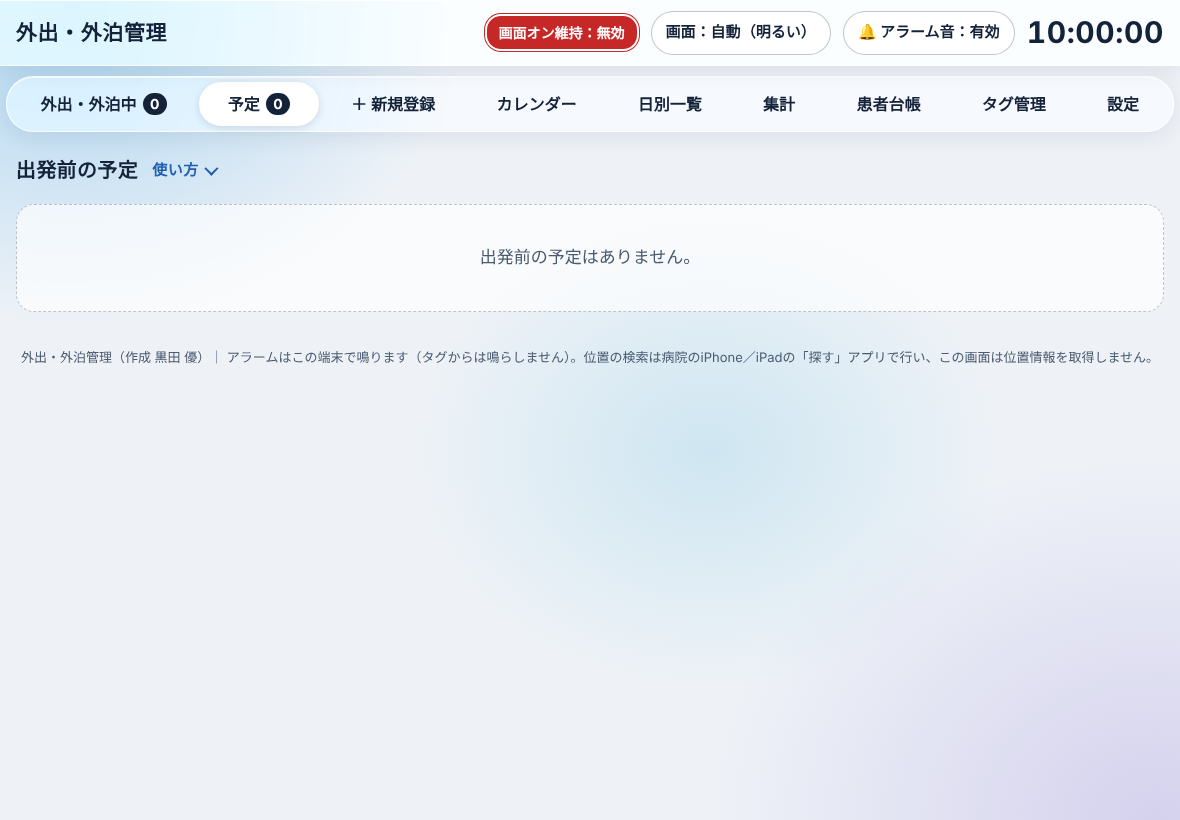 外出・外泊管理
画面オン維持：無効
画面：自動（明るい）
🔔 アラーム音：有効
10:00:00
外出・外泊中 0
予定 0
＋ 新規登録
カレンダー
日別一覧
集計
患者台帳
タグ管理
設定
出発前の予定
使い方
出発前の予定はありません。
外出・外泊管理（作成 黒田 優）｜ アラームはこの端末で鳴ります（タグからは鳴らしません）。位置の検索は病院のiPhone／iPadの「探す」アプリで行い、この画面は位置情報を取得しません。